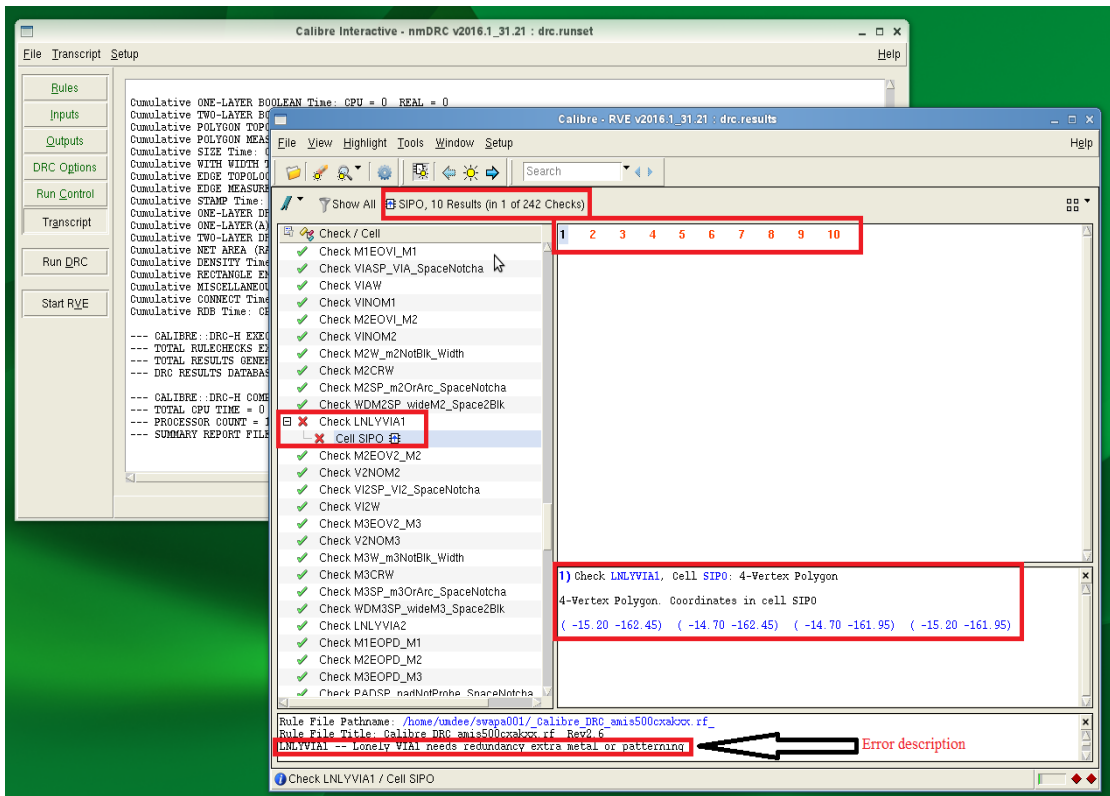 Calibre Interactive - nmDRC v2016.1_31.21 : drc.runset
File Transcript Setup Help
Rules
Inputs
Outputs
DRC Options
Run Control
Transcript
Run DRC
Start RVE
Cumulative ONE-LAYER BOOLEAN Time: CPU = 0 REAL = 0
Cumulative TWO-LAYER BO
Cumulative POLYGON TOPO
Cumulative POLYGON MEAS
Cumulative SIZE Time: C
Cumulative WITH WIDTH T
Cumulative EDGE TOPOLOG
Cumulative EDGE MEASURE
Cumulative STAMP Time:
Cumulative ONE-LAYER DR
Cumulative ONE-LAYER(A)
Cumulative TWO-LAYER DR
Cumulative NET AREA (RA
Cumulative DENSITY Time
Cumulative RECTANGLE EN
Cumulative MISCELLANEOU
Cumulative CONNECT Time
Cumulative RDB Time: CP
--- CALIBRE::DRC-H EXEC
--- TOTAL RULECHECKS EX
--- TOTAL RESULTS GENER
--- DRC RESULTS DATABAS
--- CALIBRE::DRC-H COMP
--- TOTAL CPU TIME = 0
--- PROCESSOR COUNT = 1
--- SUMMARY REPORT FILE
Calibre - RVE v2016.1_31.21 : drc.results
File View Highlight Tools Window Setup Help
Search
Show All SIPO, 10 Results (in 1 of 242 Checks)
Check / Cell
Check M1EOVI_M1
Check VIASP_VIA_SpaceNotcha
Check VIAW
Check VINOM1
Check M2EOVI_M2
Check VINOM2
Check M2W_m2NotBlk_Width
Check M2CRW
Check M2SP_m2OrArc_SpaceNotcha
Check WDM2SP_wideM2_Space2Blk
Check LNLYVIA1
Cell SIPO
Check M2EOV2_M2
Check V2NOM2
Check VI2SP_VI2_SpaceNotcha
Check VI2W
Check M3EOV2_M3
Check V2NOM3
Check M3W_m3NotBlk_Width
Check M3CRW
Check M3SP_m3OrArc_SpaceNotcha
Check WDM3SP_wideM3_Space2Blk
Check LNLYVIA2
Check M1EOPD_M1
Check M2EOPD_M2
Check M3EOPD_M3
Check PADSP_padNotProbe_SpaceNotcha
1 2 3 4 5 6 7 8 9 10
1) Check LNLYVIA1, Cell SIPO: 4-Vertex Polygon
4-Vertex Polygon. Coordinates in cell SIPO
( -15.20 -162.45) ( -14.70 -162.45) ( -14.70 -161.95) ( -15.20 -161.95)
Rule File Pathname: /home/umdee/swapa001/_Calibre_DRC_amis500cxakxx.rf_
Rule File Title: Calibre DRC amis500cxakxx.rf Rev2.6
LNLYVIA1 -- Lonely VIA1 needs redundancy extra metal or patterning
Error description
Check LNLYVIA1 / Cell SIPO